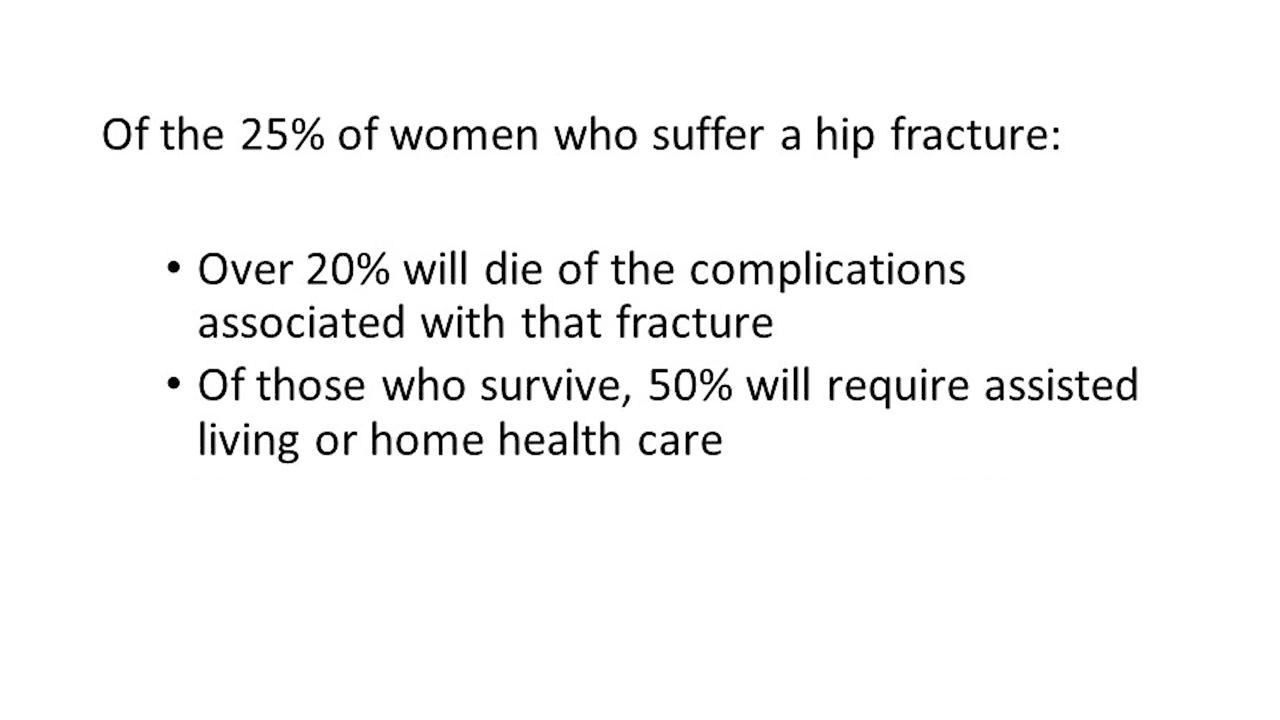 Of the 25% of women who suffer a hip fracture:
• Over 20% will die of the complications
associated with that fracture
• Of those who survive, 50% will require assisted
living or home health care